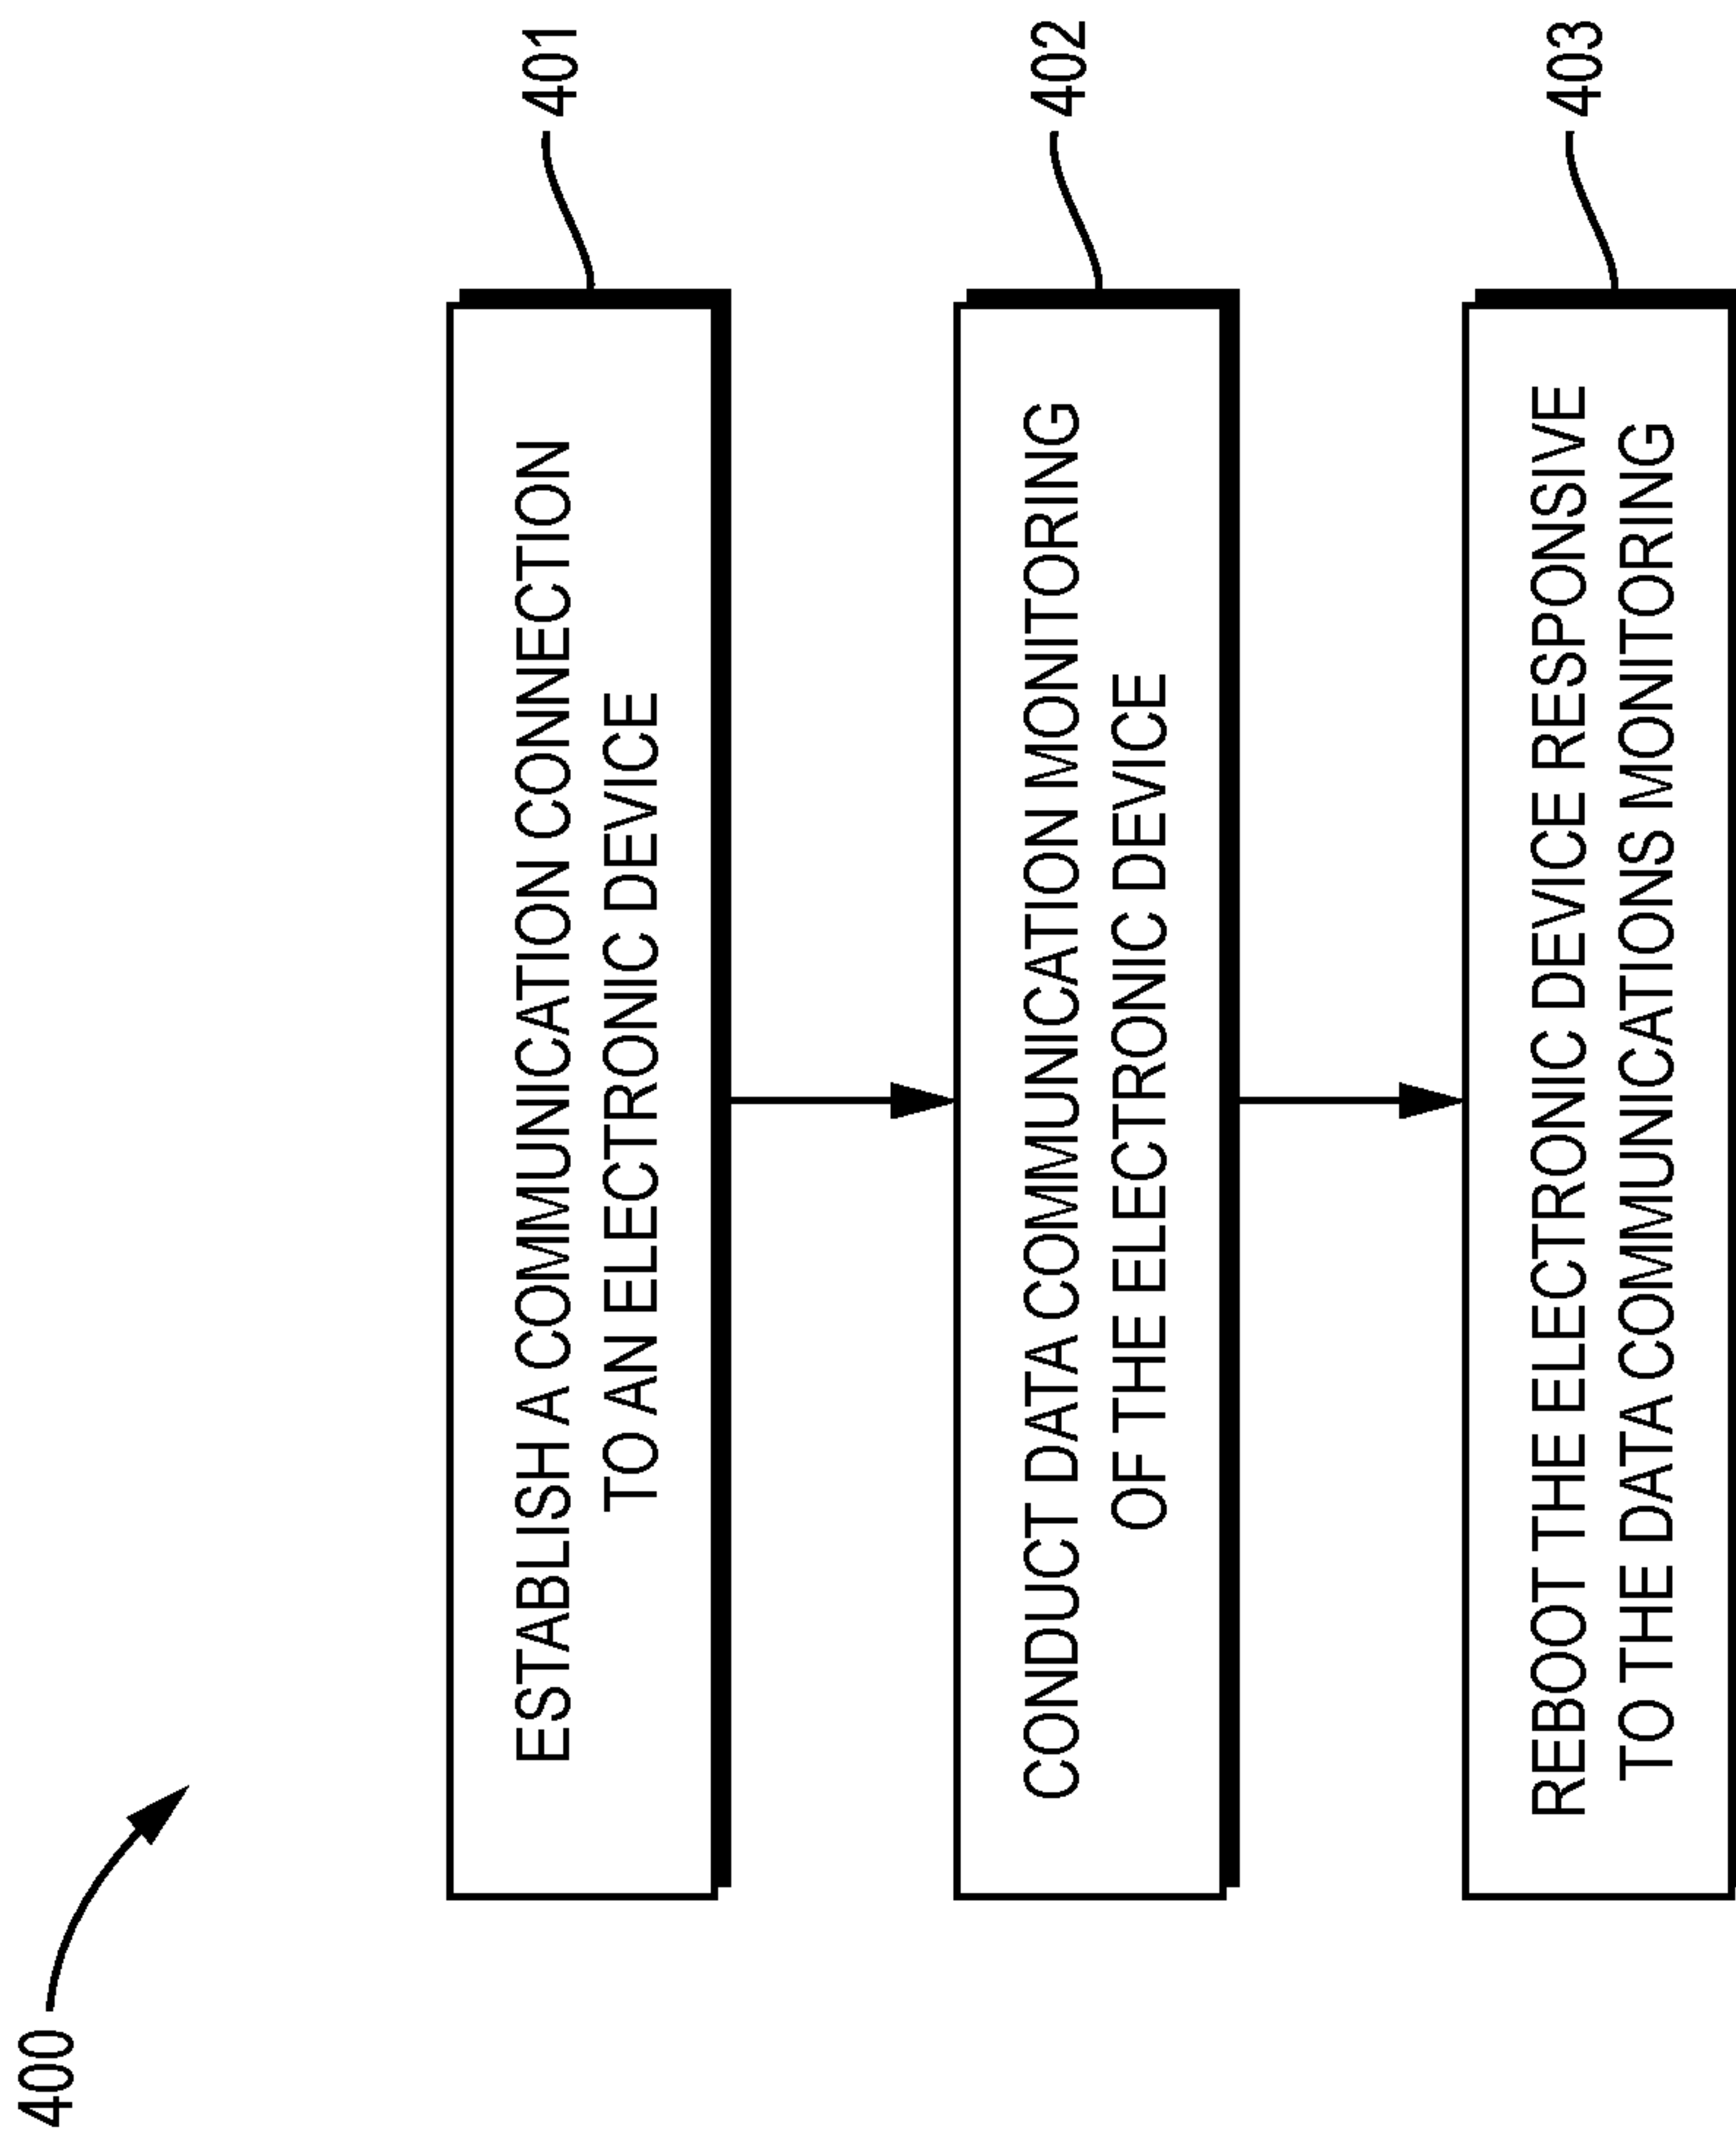 400
ESTABLISH A COMMUNICATION CONNECTION
TO AN ELECTRONIC DEVICE
401
CONDUCT DATA COMMUNICATION MONITORING
OF THE ELECTRONIC DEVICE
402
REBOOT THE ELECTRONIC DEVICE RESPONSIVE
TO THE DATA COMMUNICATIONS MONITORING
403